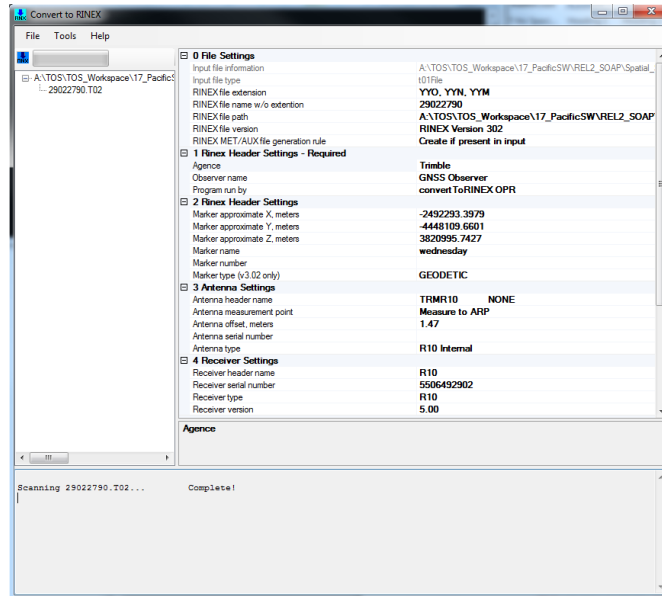 Convert to RINEX
File Tools Help
A:\TOS\TOS_Workspace\17_PacificS
29022790.T02
0 File Settings
Input file information A:\TOS\TOS_Workspace\17_PacificSW\REL2_SOAP\Spatial_
Input file type t01File
RINEX file extension YYO, YYN, YYM
RINEX file name w/o extention 29022790
RINEX file path A:\TOS\TOS_Workspace\17_PacificSW\REL2_SOAP\
RINEX file version RINEX Version 302
RINEX MET/AUX file generation rule Create if present in input
1 Rinex Header Settings - Required
Agence Trimble
Observer name GNSS Observer
Program run by convertToRINEX OPR
2 Rinex Header Settings
Marker approximate X, meters -2492293.3979
Marker approximate Y, meters -4448109.6601
Marker approximate Z, meters 3820995.7427
Marker name wednesday
Marker number
Marker type (v3.02 only) GEODETIC
3 Antenna Settings
Antenna header name TRMR10 NONE
Antenna measurement point Measure to ARP
Antenna offset, meters 1.47
Antenna serial number
Antenna type R10 Internal
4 Receiver Settings
Receiver header name R10
Receiver serial number 5506492902
Receiver type R10
Receiver version 5.00
Agence
Scanning 29022790.T02... Complete!